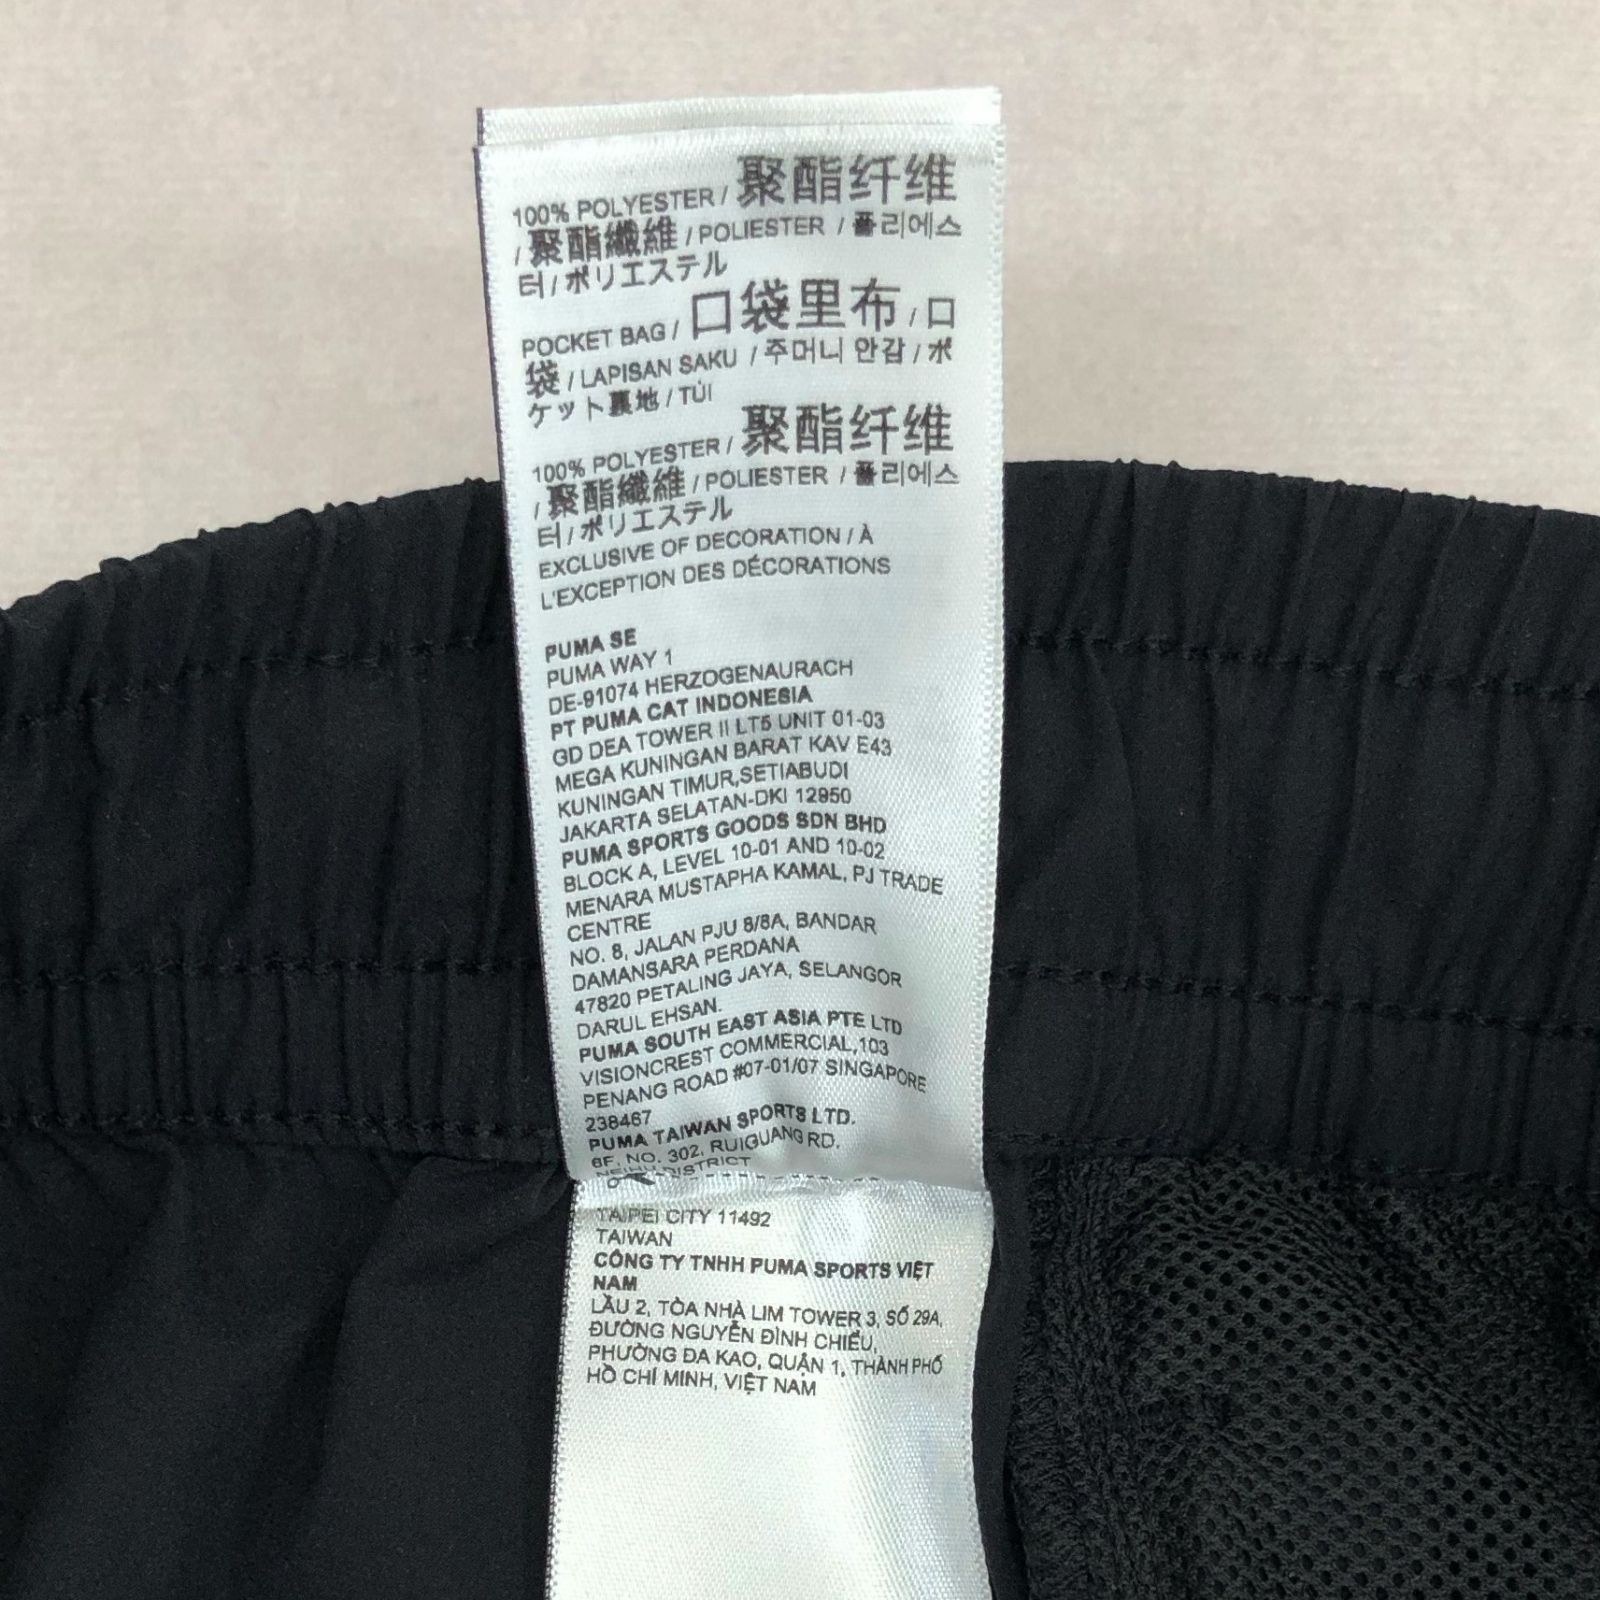 100% POLYESTER / 聚酯纤维
/ 聚酯纖維 / POLIESTER / 폴리에스
터 / ポリエステル
POCKET BAG / 口袋里布 / 口
袋 / LAPISAN SAKU / 주머니 안감 / ポ
ケット裏地 / TÚI
100% POLYESTER / 聚酯纤维
/ 聚酯纖維 / POLIESTER / 폴리에스
터 / ポリエステル
EXCLUSIVE OF DECORATION / À
L'EXCEPTION DES DÉCORATIONS
PUMA SE
PUMA WAY 1
DE-91074 HERZOGENAURACH
PT PUMA CAT INDONESIA
GD DEA TOWER II LT5 UNIT 01-03
MEGA KUNINGAN BARAT KAV E43
KUNINGAN TIMUR,SETIABUDI
JAKARTA SELATAN-DKI 12950
PUMA SPORTS GOODS SDN BHD
BLOCK A, LEVEL 10-01 AND 10-02
MENARA MUSTAPHA KAMAL, PJ TRADE
CENTRE
NO. 8, JALAN PJU 8/8A, BANDAR
DAMANSARA PERDANA
47820 PETALING JAYA, SELANGOR
DARUL EHSAN.
PUMA SOUTH EAST ASIA PTE LTD
VISIONCREST COMMERCIAL,103
PENANG ROAD #07-01/07 SINGAPORE
238467
PUMA TAIWAN SPORTS LTD.
6F, NO. 302, RUIGUANG RD.
NEIHU DISTRICT
TAIPEI CITY 11492
TAIWAN
CÔNG TY TNHH PUMA SPORTS VIỆT
NAM
LẦU 2, TÒA NHÀ LIM TOWER 3, SỐ 29A,
ĐƯỜNG NGUYỄN ĐÌNH CHIỂU,
PHƯỜNG ĐA KAO, QUẬN 1, THÀNH PHỐ
HỒ CHÍ MINH, VIỆT NAM